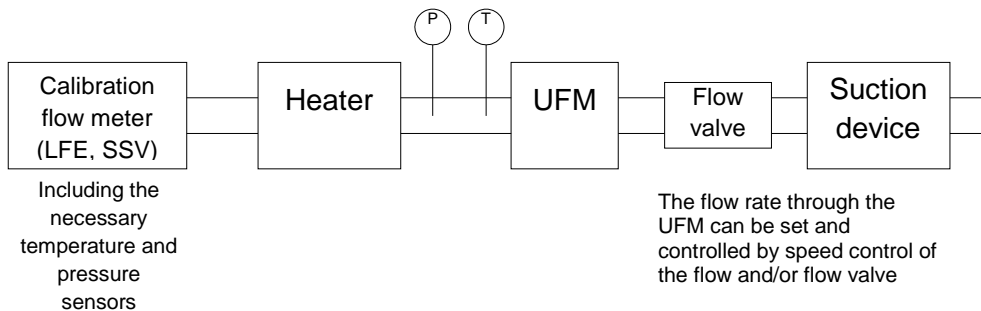 P
T
Calibration
flow meter
(LFE, SSV)
Heater
UFM
Flow
valve
Suction
device
Including the
necessary
temperature and
pressure
sensors
The flow rate through the
UFM can be set and
controlled by speed control of
the flow and/or flow valve